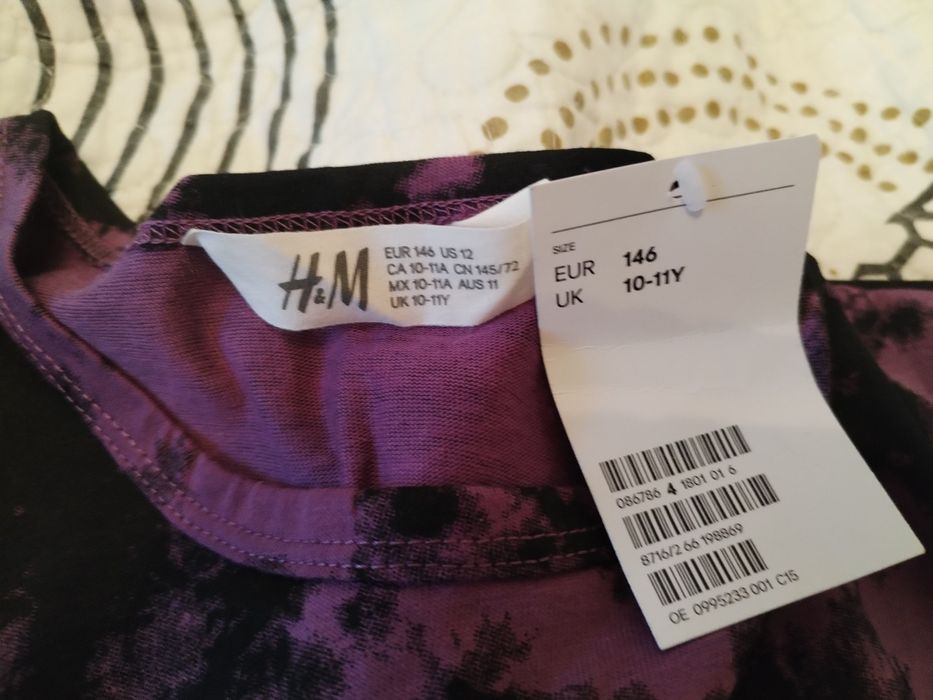 H&M
EUR 146 US 12
CA 10-11A CN 145/72
MX 10-11A AUS 11
UK 10-11Y
SIZE
EUR 146
UK 10-11Y
086786 4 1801 01 6
8716/2 66 198869
OE 0995233 001 C15